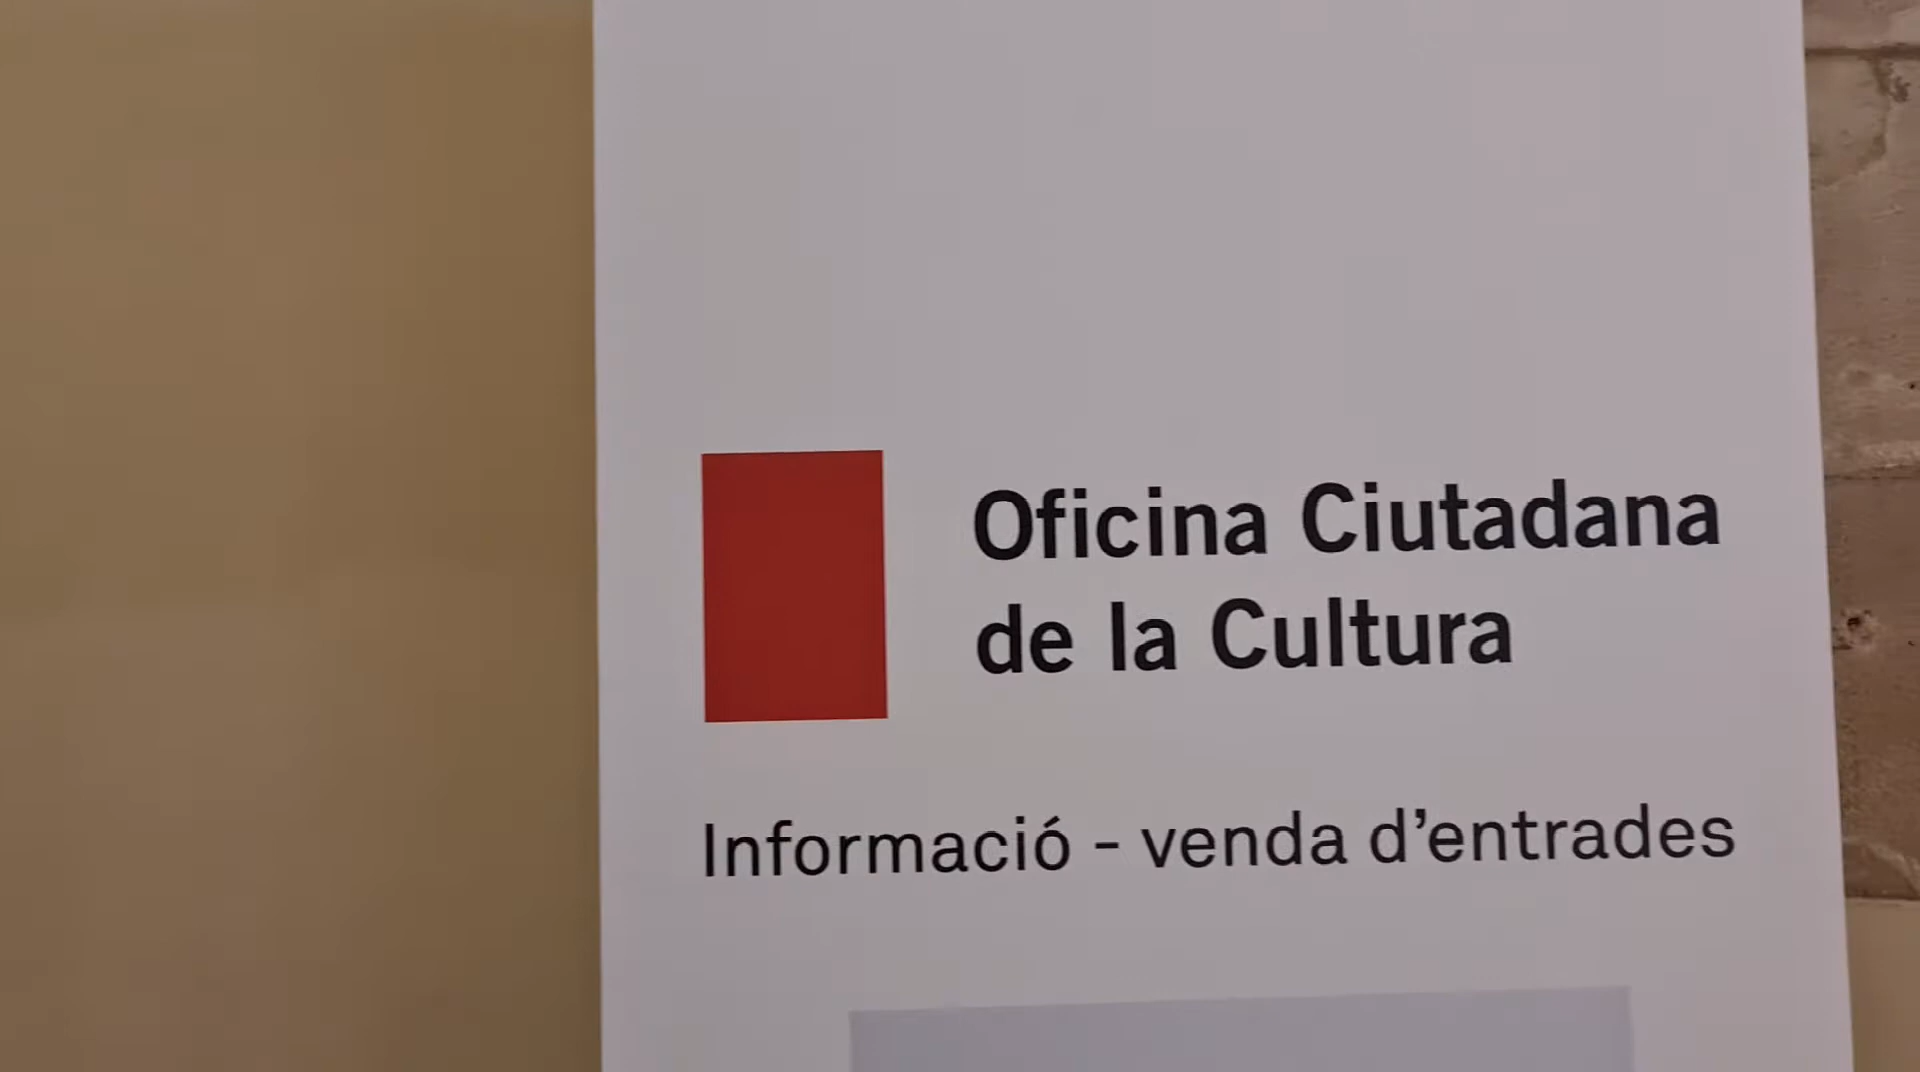 Oficina Ciutadana
de la Cultura
Informació - venda d’entrades